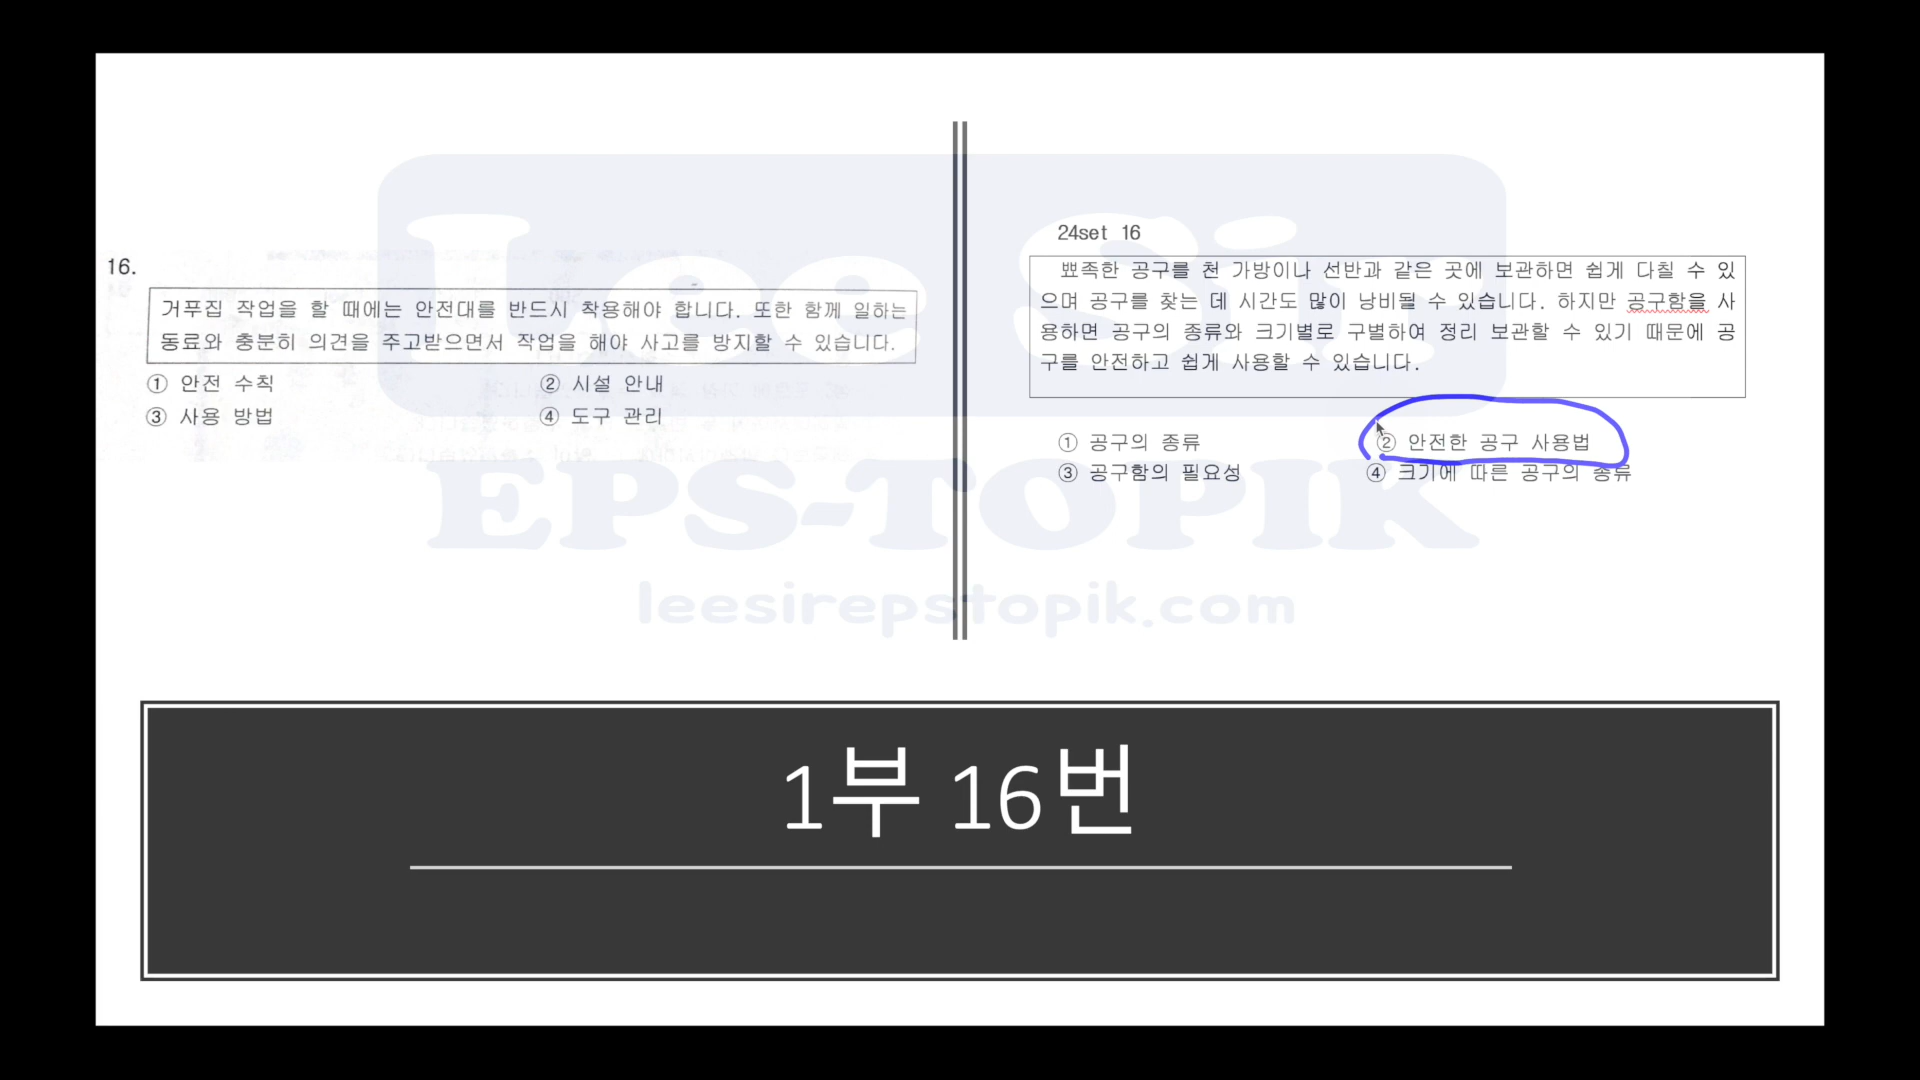 16.
거푸집 작업을 할 때에는 안전대를 반드시 착용해야 합니다. 또한 함께 일하는
동료와 충분히 의견을 주고받으면서 작업을 해야 사고를 방지할 수 있습니다.
① 안전 수칙 ② 시설 안내
③ 사용 방법 ④ 도구 관리
24set 16
뾰족한 공구를 천 가방이나 선반과 같은 곳에 보관하면 쉽게 다칠 수 있
으며 공구를 찾는 데 시간도 많이 낭비될 수 있습니다. 하지만 공구함을 사
용하면 공구의 종류와 크기별로 구별하여 정리 보관할 수 있기 때문에 공
구를 안전하고 쉽게 사용할 수 있습니다.
① 공구의 종류 ② 안전한 공구 사용법
③ 공구함의 필요성 ④ 크기에 따른 공구의 종류
Lee Sir
EPS-TOPIK
leesirepstopik.com
1부 16번